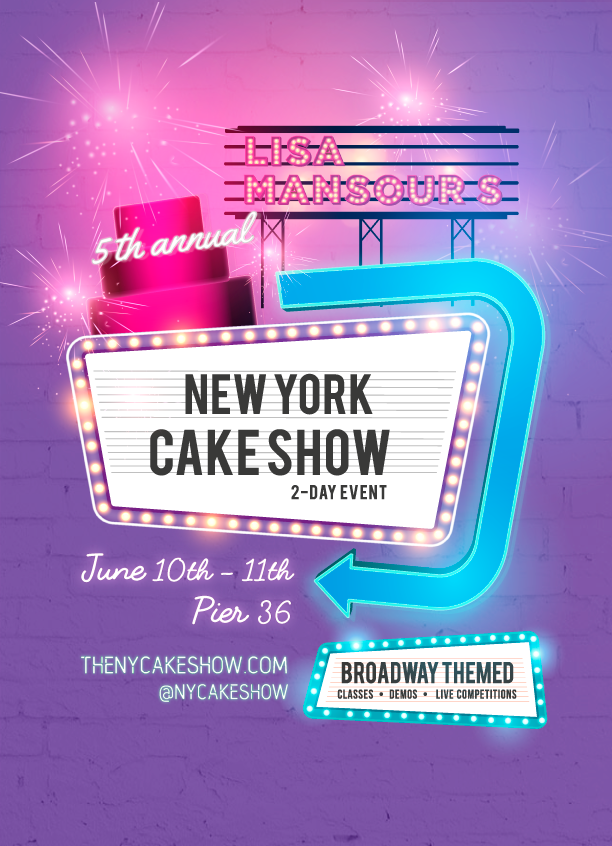 LISA
MANSOUR'S
5th annual
NEW YORK
CAKE SHOW
2-DAY EVENT
June 10th - 11th
Pier 36
THENYCAKESHOW.COM
@NYCAKESHOW
BROADWAY THEMED
CLASSES • DEMOS • LIVE COMPETITIONS